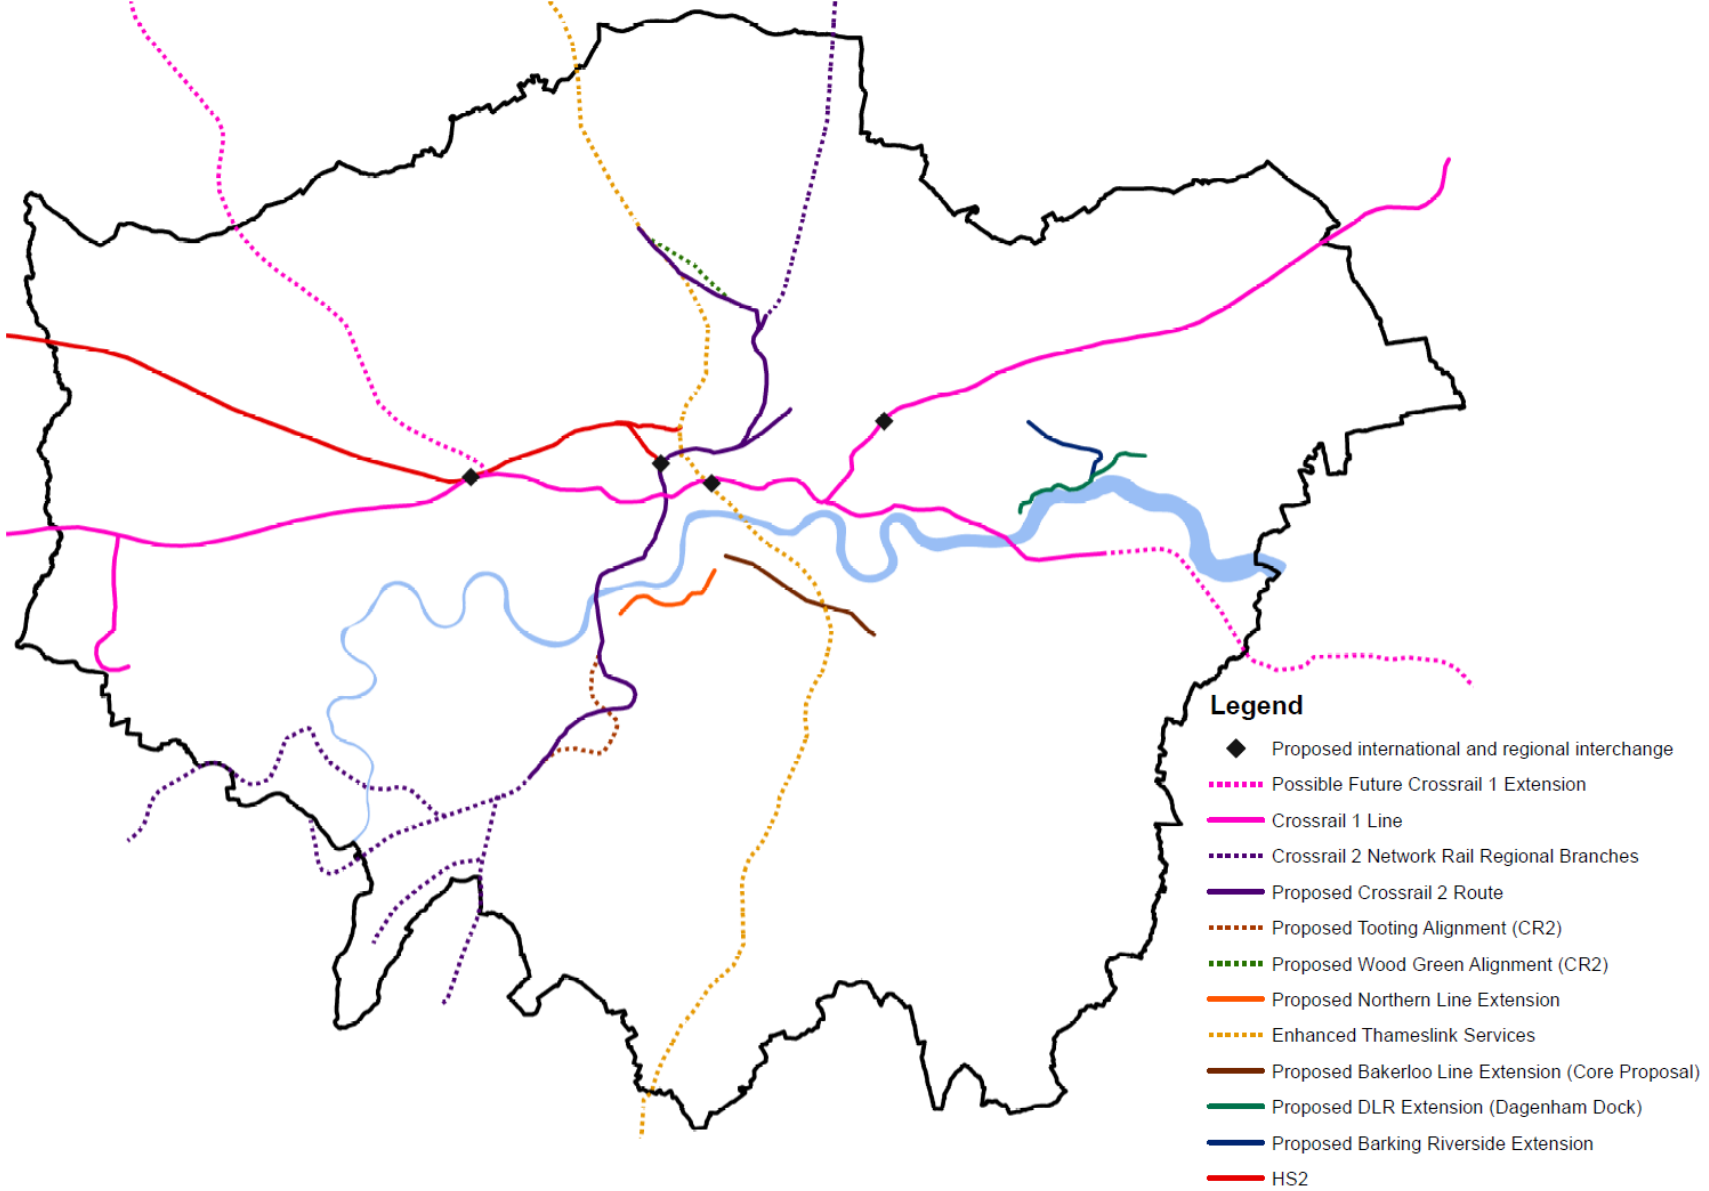 Legend
Proposed international and regional interchange
Possible Future Crossrail 1 Extension
Crossrail 1 Line
Crossrail 2 Network Rail Regional Branches
Proposed Crossrail 2 Route
Proposed Tooting Alignment (CR2)
Proposed Wood Green Alignment (CR2)
Proposed Northern Line Extension
Enhanced Thameslink Services
Proposed Bakerloo Line Extension (Core Proposal)
Proposed DLR Extension (Dagenham Dock)
Proposed Barking Riverside Extension
HS2